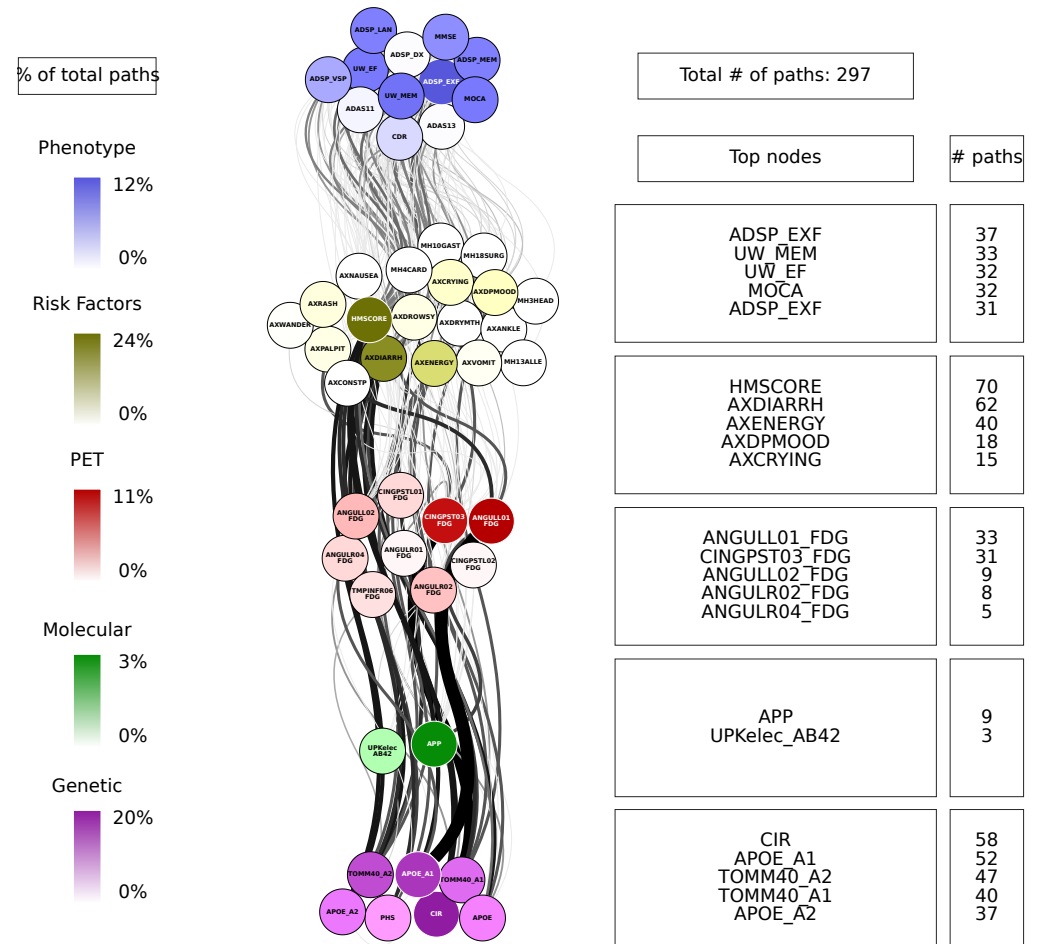 % of total paths
Phenotype
12%
0%
Risk Factors
24%
0%
PET
11%
0%
Molecular
3%
0%
Genetic
20%
0%
ADSP_LAN
MMSE
ADSP_DX
ADSP_MEM
UW_EF
ADSP_VSP
ADSP_EXF
UW_MEM
MOCA
ADAS11
ADAS13
CDR
MH10GAST
MH18SURG
AXNAUSEA
MH4CARD
AXCRYING
AXDPMOOD
MH3HEAD
AXRASH
AXWANDER
HMSCORE
AXDROWSY
AXDRYMTH
AXANKLE
AXPALPIT
AXDIARRH
AXENERGY
AXVOMIT
MH13ALLE
AXCONSTP
CINGPSTL01
FDG
ANGULL02
FDG
CINGPST03
FDG
ANGULL01
FDG
ANGULR04
FDG
ANGULR01
FDG
CINGPSTL02
FDG
TMPINFR06
FDG
ANGULR02
FDG
UPKelec
AB42
APP
TOMM40_A2
APOE_A1
TOMM40_A1
APOE_A2
PHS
CIR
APOE
Total # of paths: 297
Top nodes
# paths
ADSP_EXF 37
UW_MEM 33
UW_EF 32
MOCA 32
ADSP_EXF 31
HMSCORE 70
AXDIARRH 62
AXENERGY 40
AXDPMOOD 18
AXCRYING 15
ANGULL01_FDG 33
CINGPST03_FDG 31
ANGULL02_FDG 9
ANGULR02_FDG 8
ANGULR04_FDG 5
APP 9
UPKelec_AB42 3
CIR 58
APOE_A1 52
TOMM40_A2 47
TOMM40_A1 40
APOE_A2 37